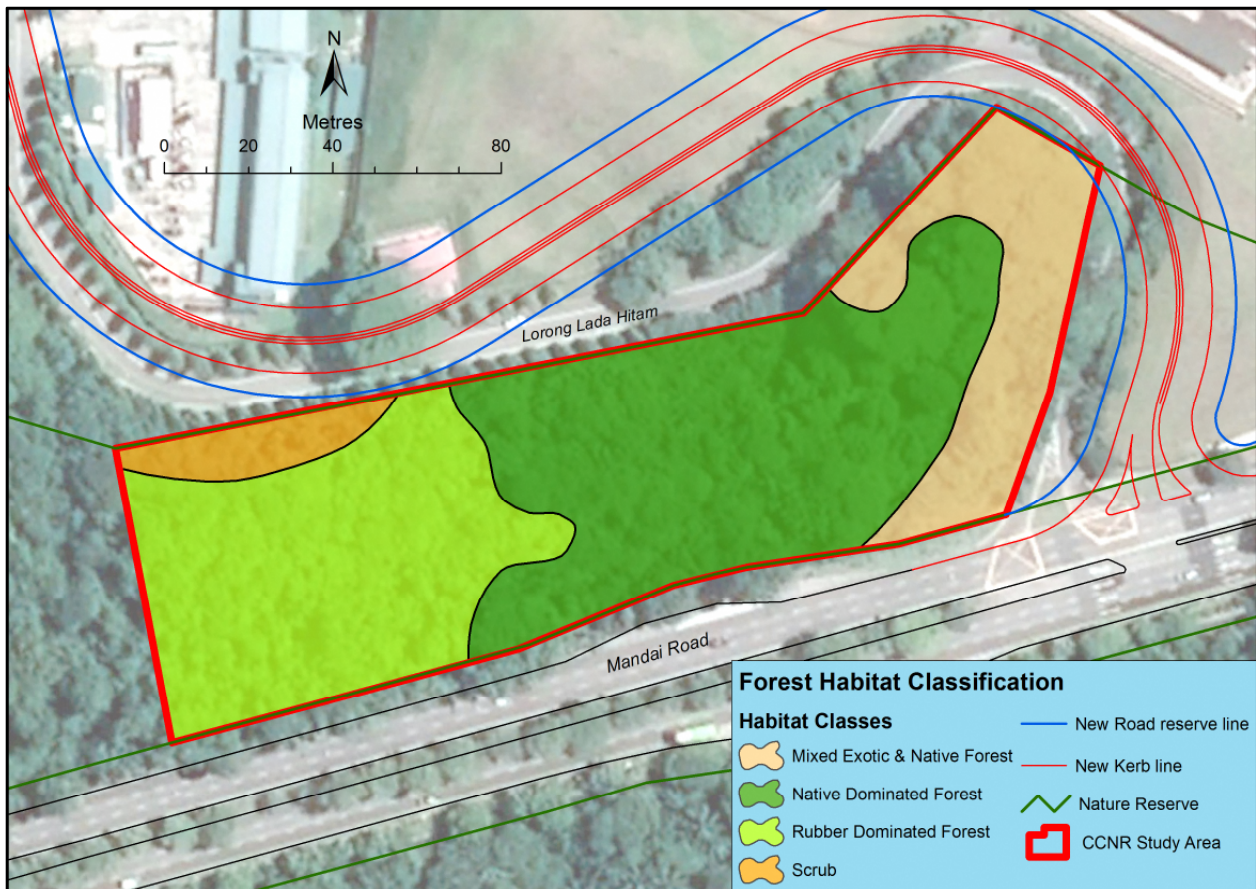 N
Metres
0 20 40 80
Lorong Lada Hitam
Mandai Road
Forest Habitat Classification
Habitat Classes
Mixed Exotic & Native Forest
Native Dominated Forest
Rubber Dominated Forest
Scrub
New Road reserve line
New Kerb line
Nature Reserve
CCNR Study Area